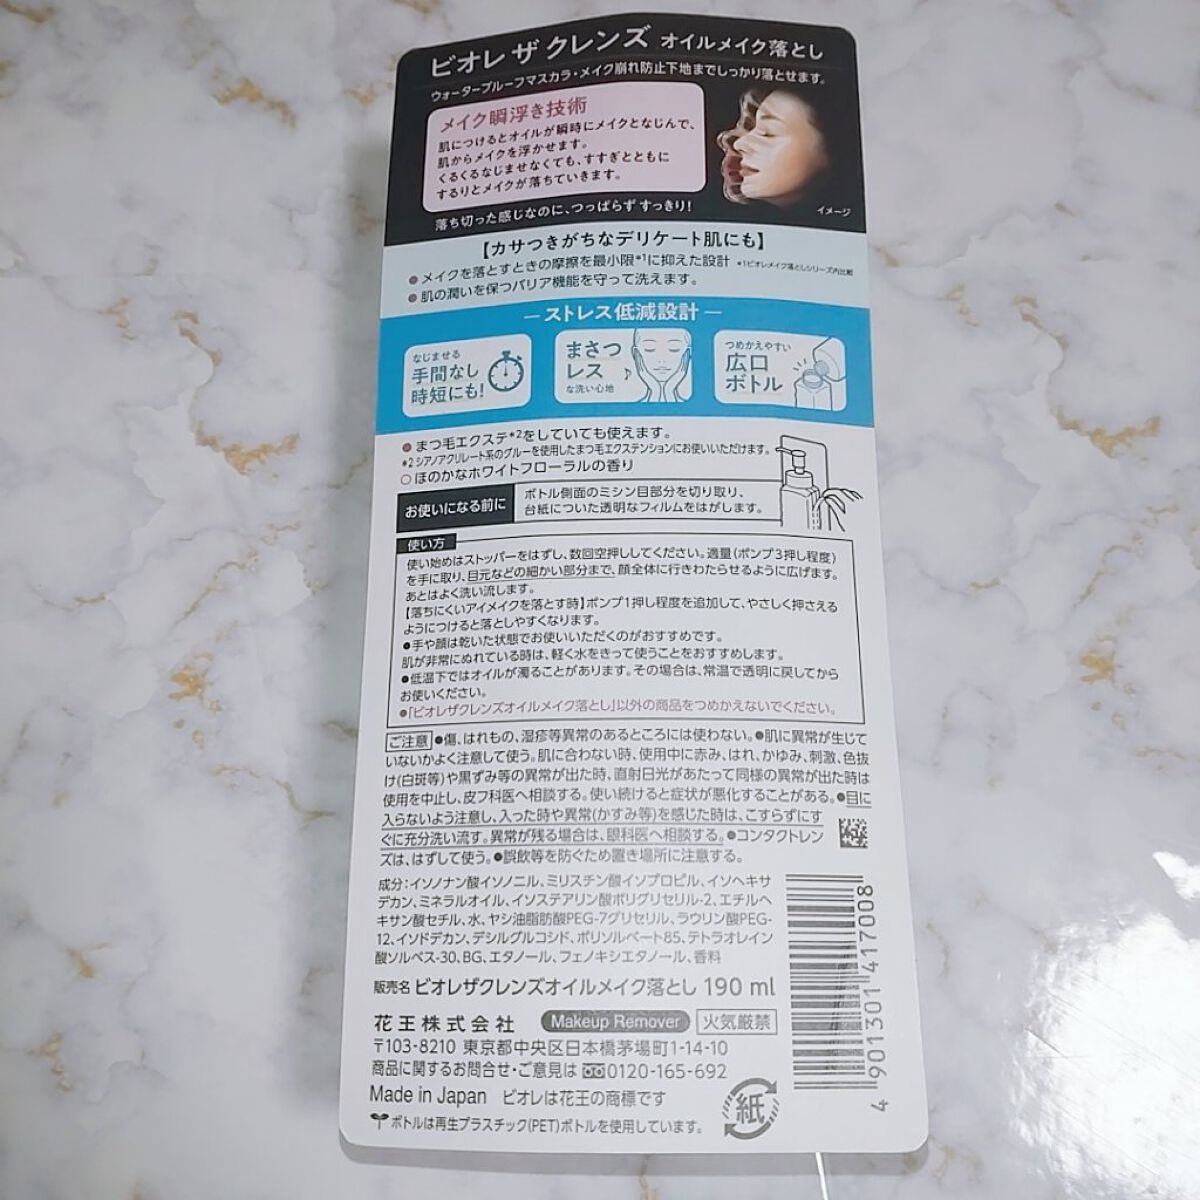 ビオレ ザ クレンズ オイルメイク落とし
ウォータープルーフマスカラ・メイク崩れ防止下地までしっかり落とせます。
メイク瞬浮き技術
肌につけるとオイルが瞬時にメイクとなじんで、
肌からメイクを浮かせます。
くるくるなじませなくても、すすぎとともに
するりとメイクが落ちていきます。
落ち切った感じなのに、つっぱらず すっきり!
イメージ
【カサつきがちなデリケート肌にも】
●メイクを落とすときの摩擦を最小限*1に抑えた設計 *1ビオレメイク落としシリーズ内比較
●肌の潤いを保つバリア機能を守って洗えます。
ーストレス低減設計ー
なじませる
手間なし
時短にも!
まさつ
レス♪
な洗い心地
つめかえやすい
広口
ボトル
●まつ毛エクステ*2をしていても使えます。
*2 シアノアクリレート系のグルーを使用したまつ毛エクステンションにお使いいただけます。
○ほのかなホワイトフローラルの香り
お使いになる前に
ボトル側面のミシン目部分を切り取り、
台紙についた透明なフィルムをはがします。
使い方
使い始めはストッパーをはずし、数回空押ししてください。適量(ポンプ3押し程度)
を手に取り、目元などの細かい部分まで、顔全体に行きわたらせるように広げます。
あとはよく洗い流します。
【落ちにくいアイメイクを落とす時】ポンプ1押し程度を追加して、やさしく押さえる
ようにつけると落としやすくなります。
●手や顔は乾いた状態でお使いいただくのがおすすめです。
肌が非常にぬれている時は、軽く水をきって使うことをおすすめします。
●低温下ではオイルが濁ることがあります。その場合は、常温で透明に戻してから
お使いください。
●「ビオレザクレンズオイルメイク落とし」以外の商品をつめかえないでください。
ご注意 ●傷、はれもの、湿疹等異常のあるところには使わない。●肌に異常が生じて
いないかよく注意して使う。肌に合わない時、使用中に赤み、はれ、かゆみ、刺激、色抜
け(白斑等)や黒ずみ等の異常が出た時、直射日光があたって同様の異常が出た時は
使用を中止し、皮フ科医へ相談する。使い続けると症状が悪化することがある。●目に
入らないよう注意し、入った時や異常(かすみ等)を感じた時は、こすらずにす
ぐに充分洗い流す。異常が残る場合は、眼科医へ相談する。●コンタクトレン
ズは、はずして使う。●誤飲等を防ぐため置き場所に注意する。
成分:イソノナン酸イソノニル、ミリスチン酸イソプロピル、イソヘキサ
デカン、ミネラルオイル、イソステアリン酸ポリグリセリル-2、エチルヘ
キサン酸セチル、水、ヤシ油脂肪酸PEG-7グリセリル、ラウリン酸PEG-
12、イソドデカン、デシルグルコシド、ポリソルベート85、テトラオレイン
酸ソルベス-30、BG、エタノール、フェノキシエタノール、香料
販売名 ビオレザクレンズオイルメイク落とし 190 ml
花王株式会社 Makeup Remover 火気厳禁
〒103-8210 東京都中央区日本橋茅場町1-14-10
商品に関するお問合せ・ご意見は 0120-165-692
Made in Japan ビオレは花王の商標です
ボトルは再生プラスチック(PET)ボトルを使用しています。
紙
4 901301 417008